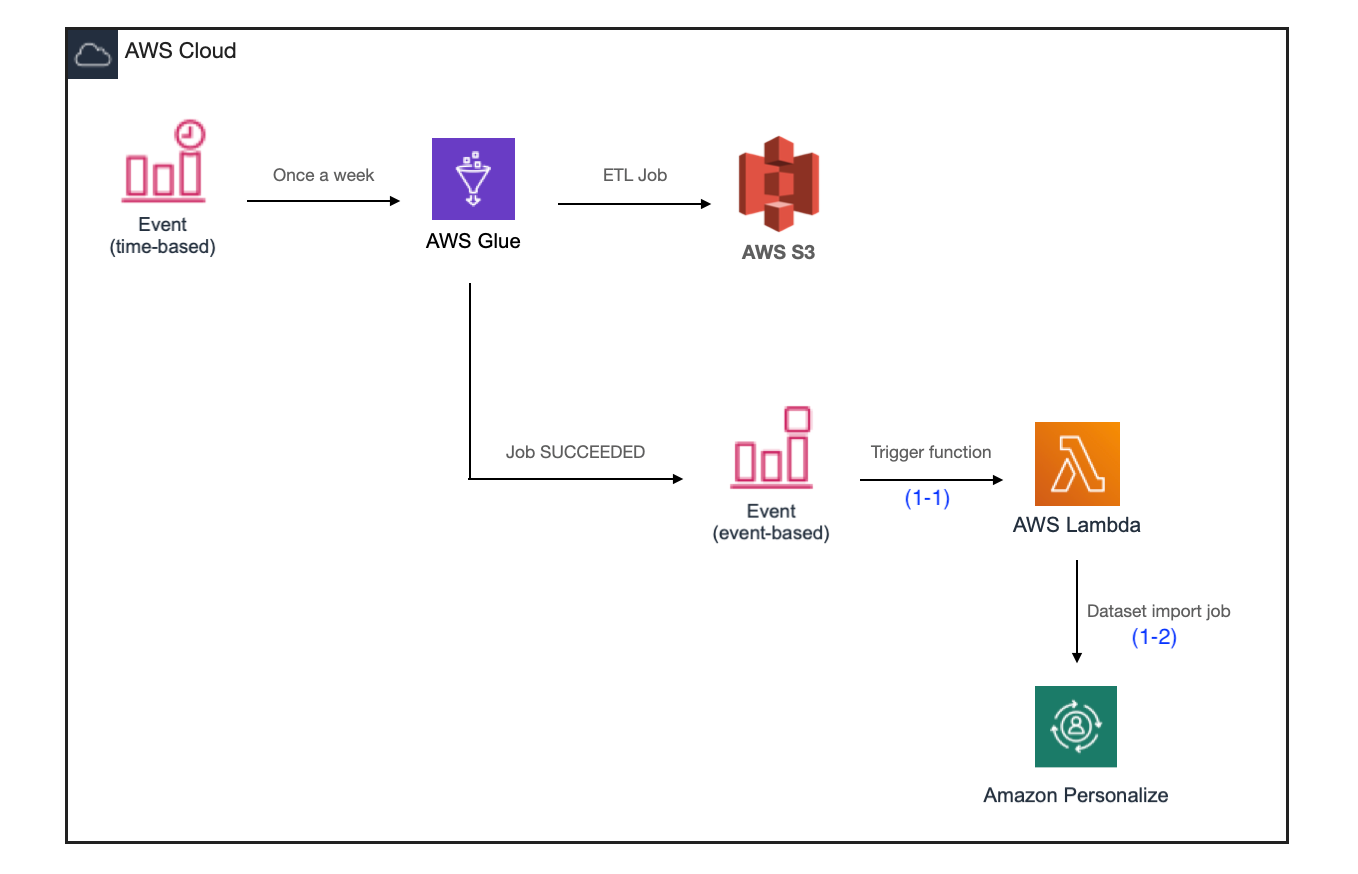 AWS Cloud
Once a week
ETL Job
Event
(time-based)
AWS Glue
AWS S3
Job SUCCEEDED
Trigger function
(1-1)
Event
(event-based)
AWS Lambda
Dataset import job
(1-2)
Amazon Personalize